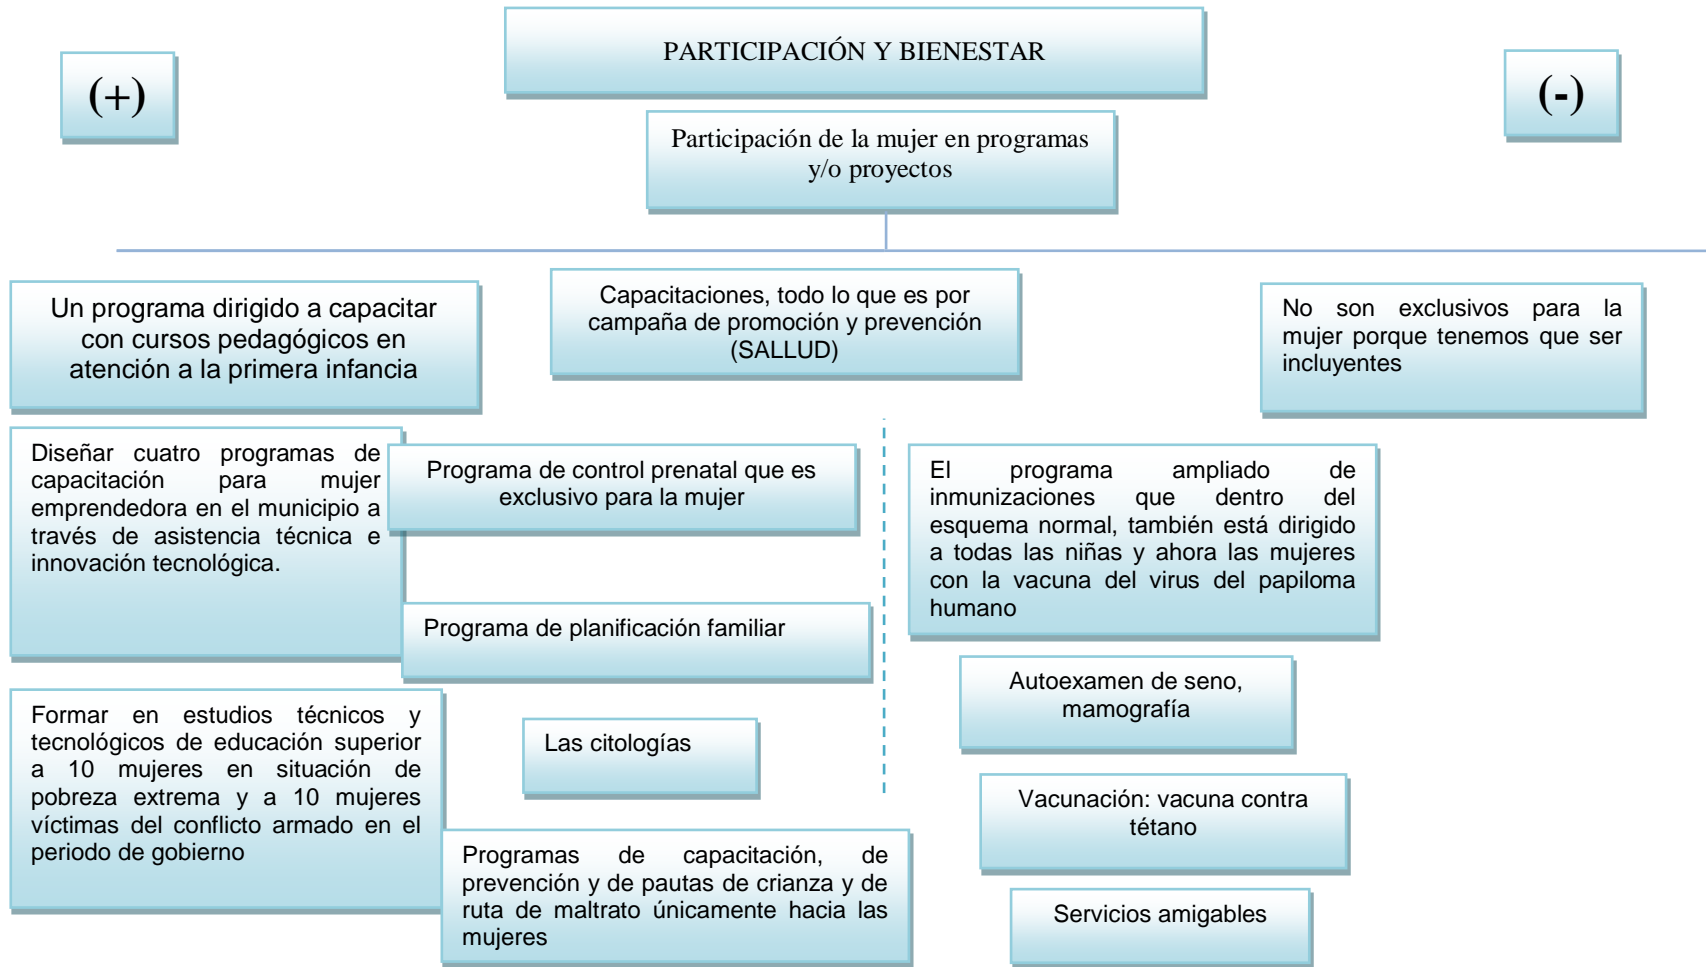 PARTICIPACIÓN Y BIENESTAR
(+)
(-)
Participación de la mujer en programas
y/o proyectos
Un programa dirigido a capacitar
con cursos pedagógicos en
atención a la primera infancia
Capacitaciones, todo lo que es por
campaña de promoción y prevención
(SALLUD)
No son exclusivos para la
mujer porque tenemos que ser
incluyentes
Diseñar cuatro programas de
capacitación para mujer
emprendedora en el municipio a
través de asistencia técnica e
innovación tecnológica.
Programa de control prenatal que es
exclusivo para la mujer
El programa ampliado de
inmunizaciones que dentro del
esquema normal, también está dirigido
a todas las niñas y ahora las mujeres
con la vacuna del virus del papiloma
humano
Programa de planificación familiar
Autoexamen de seno,
mamografía
Formar en estudios técnicos y
tecnológicos de educación superior
a 10 mujeres en situación de
pobreza extrema y a 10 mujeres
víctimas del conflicto armado en el
periodo de gobierno
Las citologías
Vacunación: vacuna contra
tétano
Programas de capacitación, de
prevención y de pautas de crianza y de
ruta de maltrato únicamente hacia las
mujeres
Servicios amigables